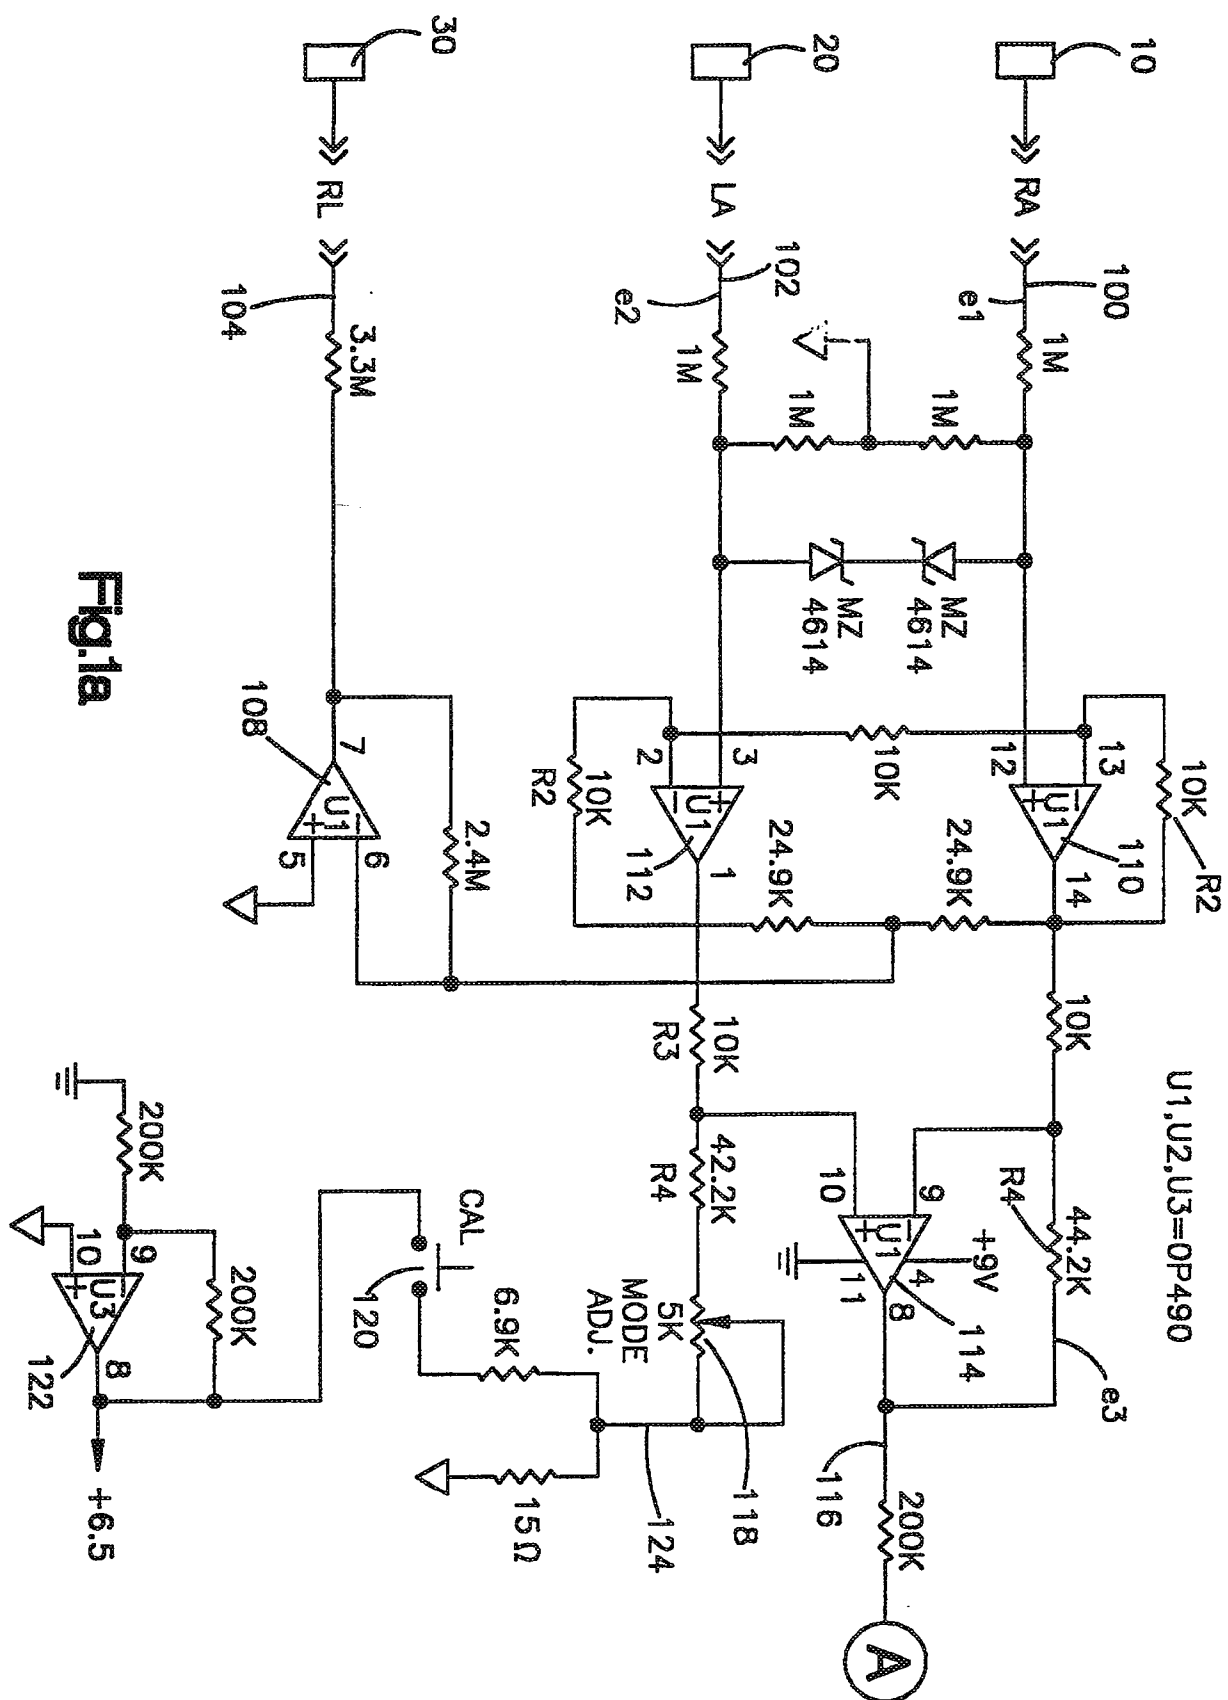 10
RA
100
e1
1M
1M
20
LA
102
e2
1M
1M
30
RL
104
3.3M
MZ
4614
MZ
4614
10K
R2
13
12
U1
110
14
10K
3
2
U1
112
1
10K
R2
24.9K
24.9K
108
7
U1
5
6
2.4M
U1,U2,U3=OP490
10K
44.2K
R4
e3
9
10
U1
+9V
4
11
8
114
116
200K
A
10K
R3
42.2K
R4
5K
MODE
ADJ.
118
124
CAL
120
6.9K
15Ω
200K
200K
9
10
U3
8
122
+6.5
Fig.1a